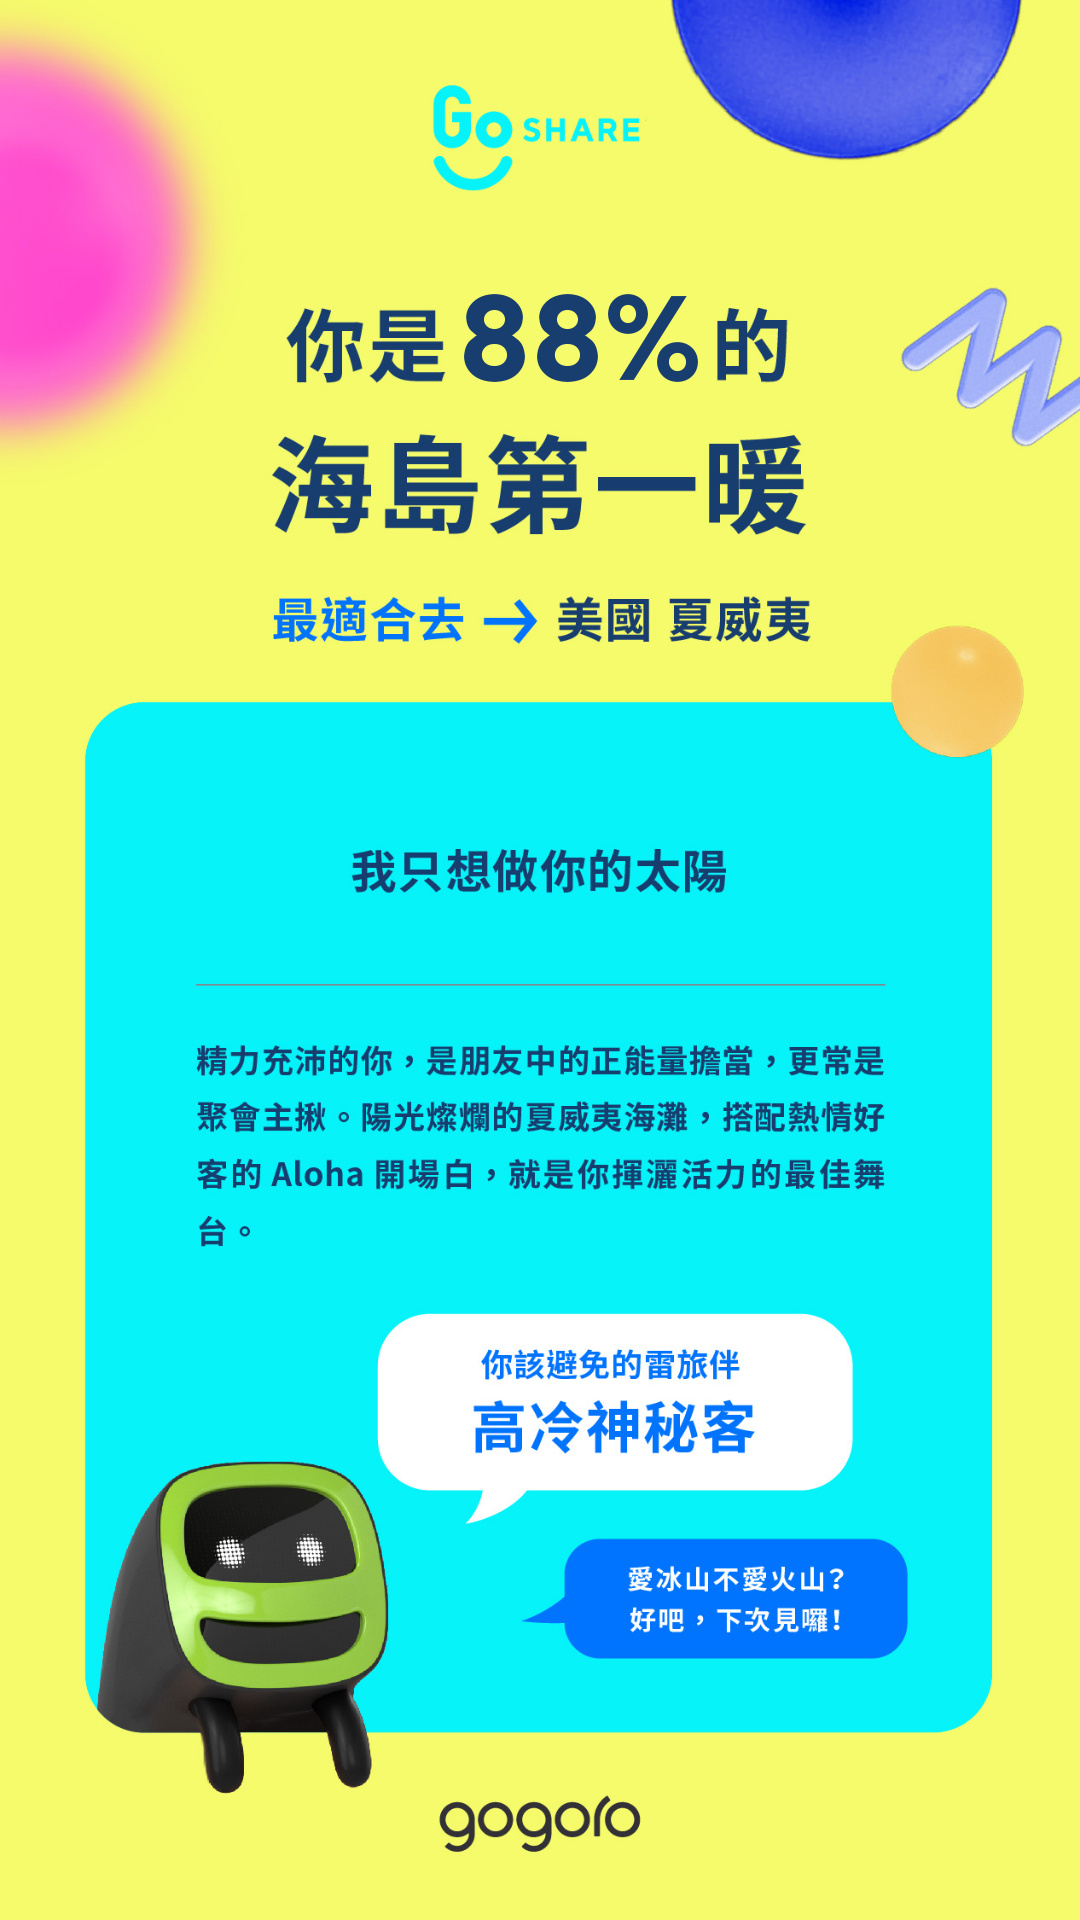 Go SHARE
你是88%的
海島第一暖
最適合去 → 美國 夏威夷
我只想做你的太陽
精力充沛的你，是朋友中的正能量擔當，更常是
聚會主揪。陽光燦爛的夏威夷海灘，搭配熱情好
客的 Aloha 開場白，就是你揮灑活力的最佳舞
台。
你該避免的雷旅伴
高冷神秘客
愛冰山不愛火山？
好吧，下次見囉！
gogoro